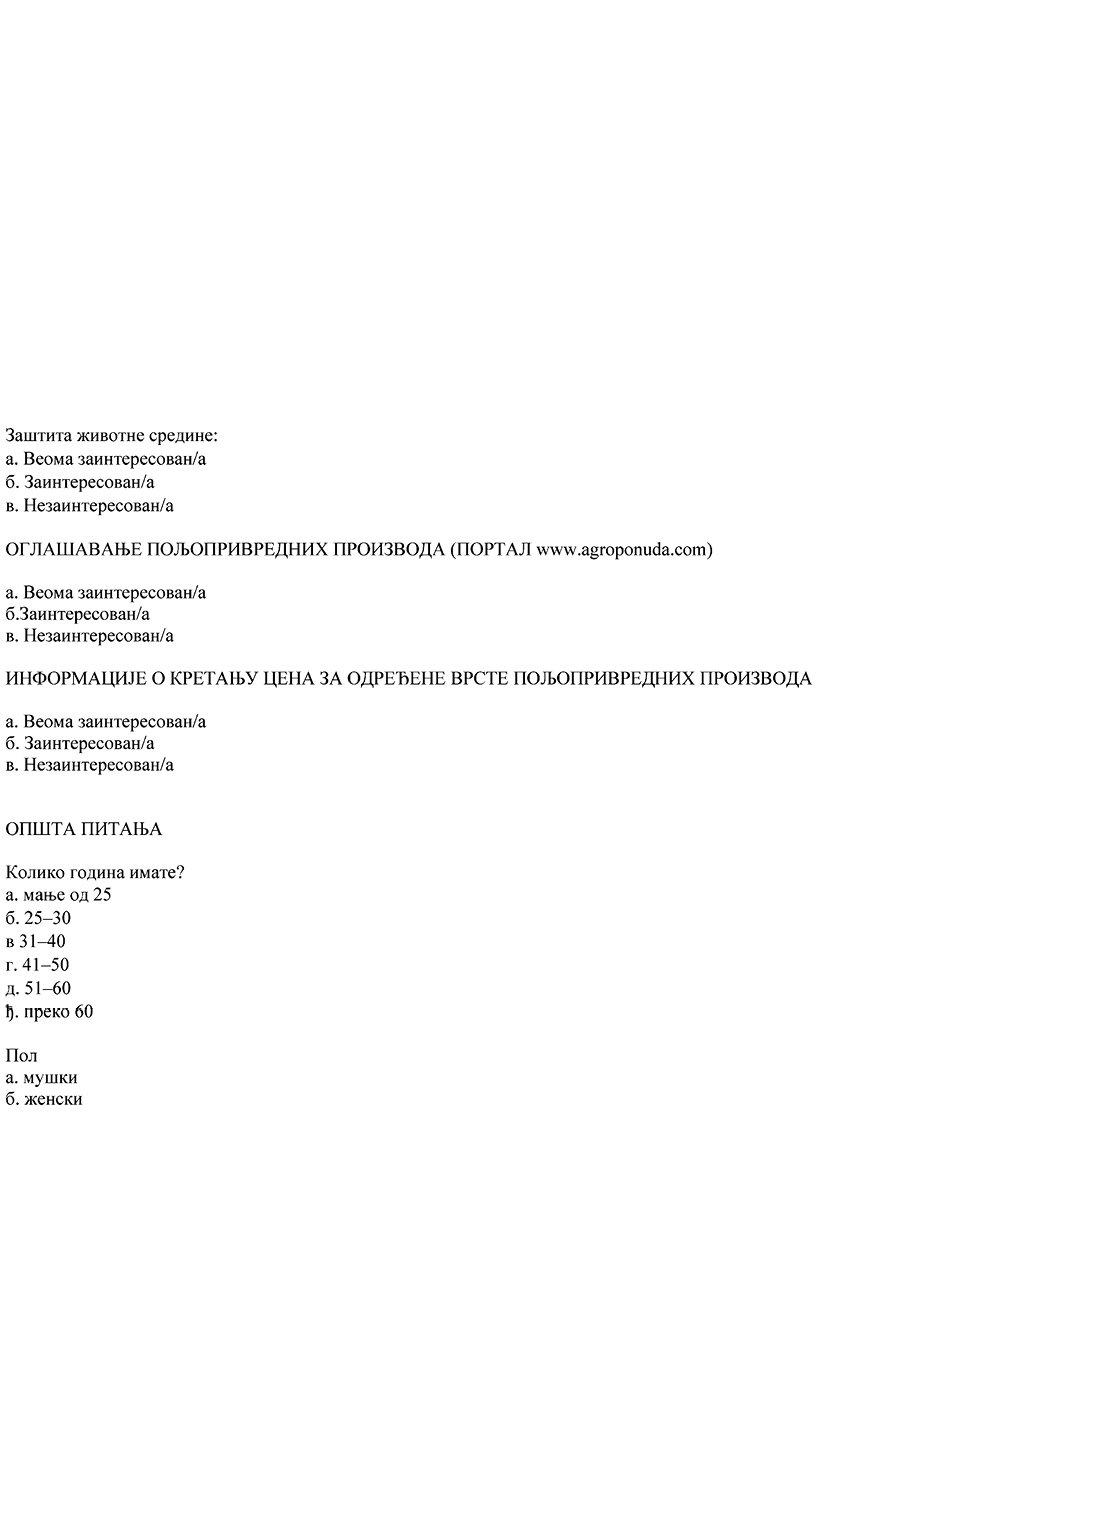 Заштита животне средине:
а. Веома заинтересован/а
б. Заинтересован/а
в. Незаинтересован/а
ОГЛАШАВАЊЕ ПОЉОПРИВРЕДНИХ ПРОИЗВОДА (ПОРТАЛ www.agroponuda.com)
а. Веома заинтересован/а
б.Заинтересован/а
в. Незаинтересован/а
ИНФОРМАЦИЈЕ О КРЕТАЊУ ЦЕНА ЗА ОДРЕЂЕНЕ ВРСТЕ ПОЉОПРИВРЕДНИХ ПРОИЗВОДА
а. Веома заинтересован/а
б. Заинтересован/а
в. Незаинтересован/а
ОПШТА ПИТАЊА
Колико година имате?
а. мање од 25
б. 25–30
в 31–40
г. 41–50
д. 51–60
ђ. преко 60
Пол
а. мушки
б. женски